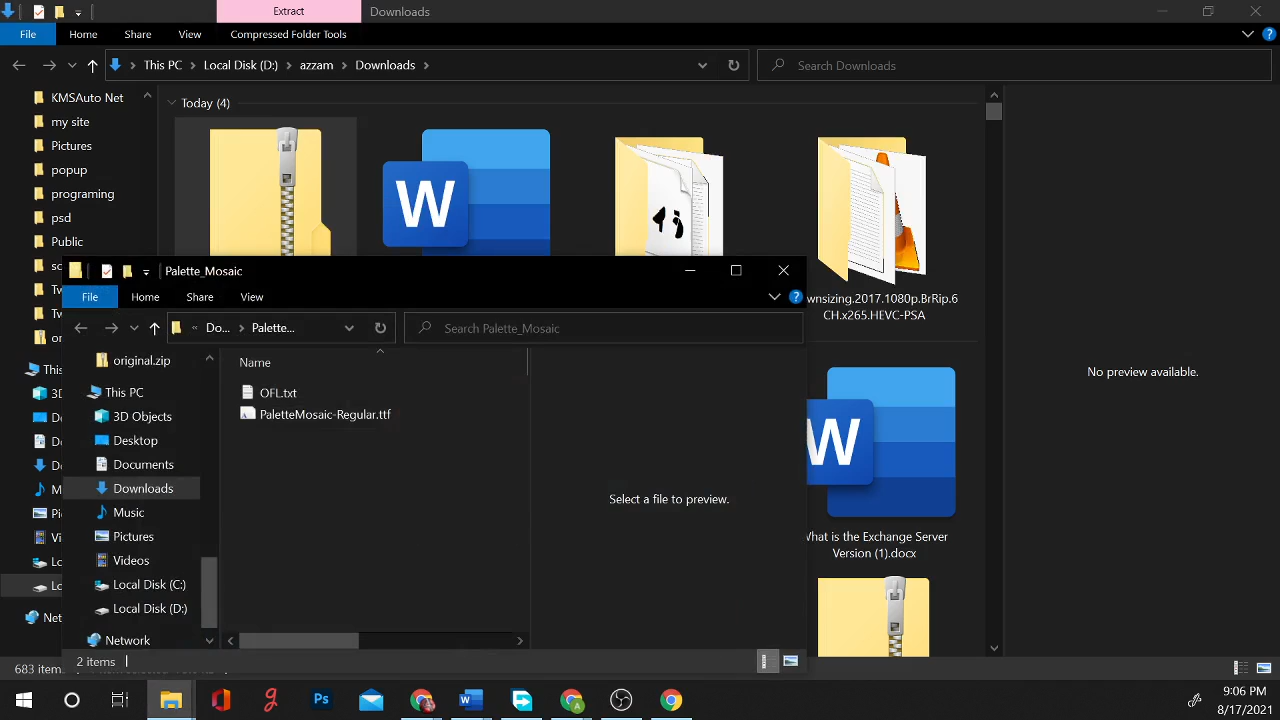 Extract
Downloads
File
Home
Share
View
Compressed Folder Tools
This PC
Local Disk (D:)
azzam
Downloads
Search Downloads
KMSAuto Net
my site
Pictures
popup
programing
psd
Public
Today (4)
W
wnsizing.2017.1080p.BrRip.6
CH.x265.HEVC-PSA
W
What is the Exchange Server
Version (1).docx
No preview available.
Palette_Mosaic
File
Home
Share
View
Do...
Palette...
Search Palette_Mosaic
original.zip
This PC
3D Objects
Desktop
Documents
Downloads
Music
Pictures
Videos
Local Disk (C:)
Local Disk (D:)
Network
Name
OFL.txt
PaletteMosaic-Regular.ttf
Select a file to preview.
2 items
683 item
Ps
9:06 PM
8/17/2021